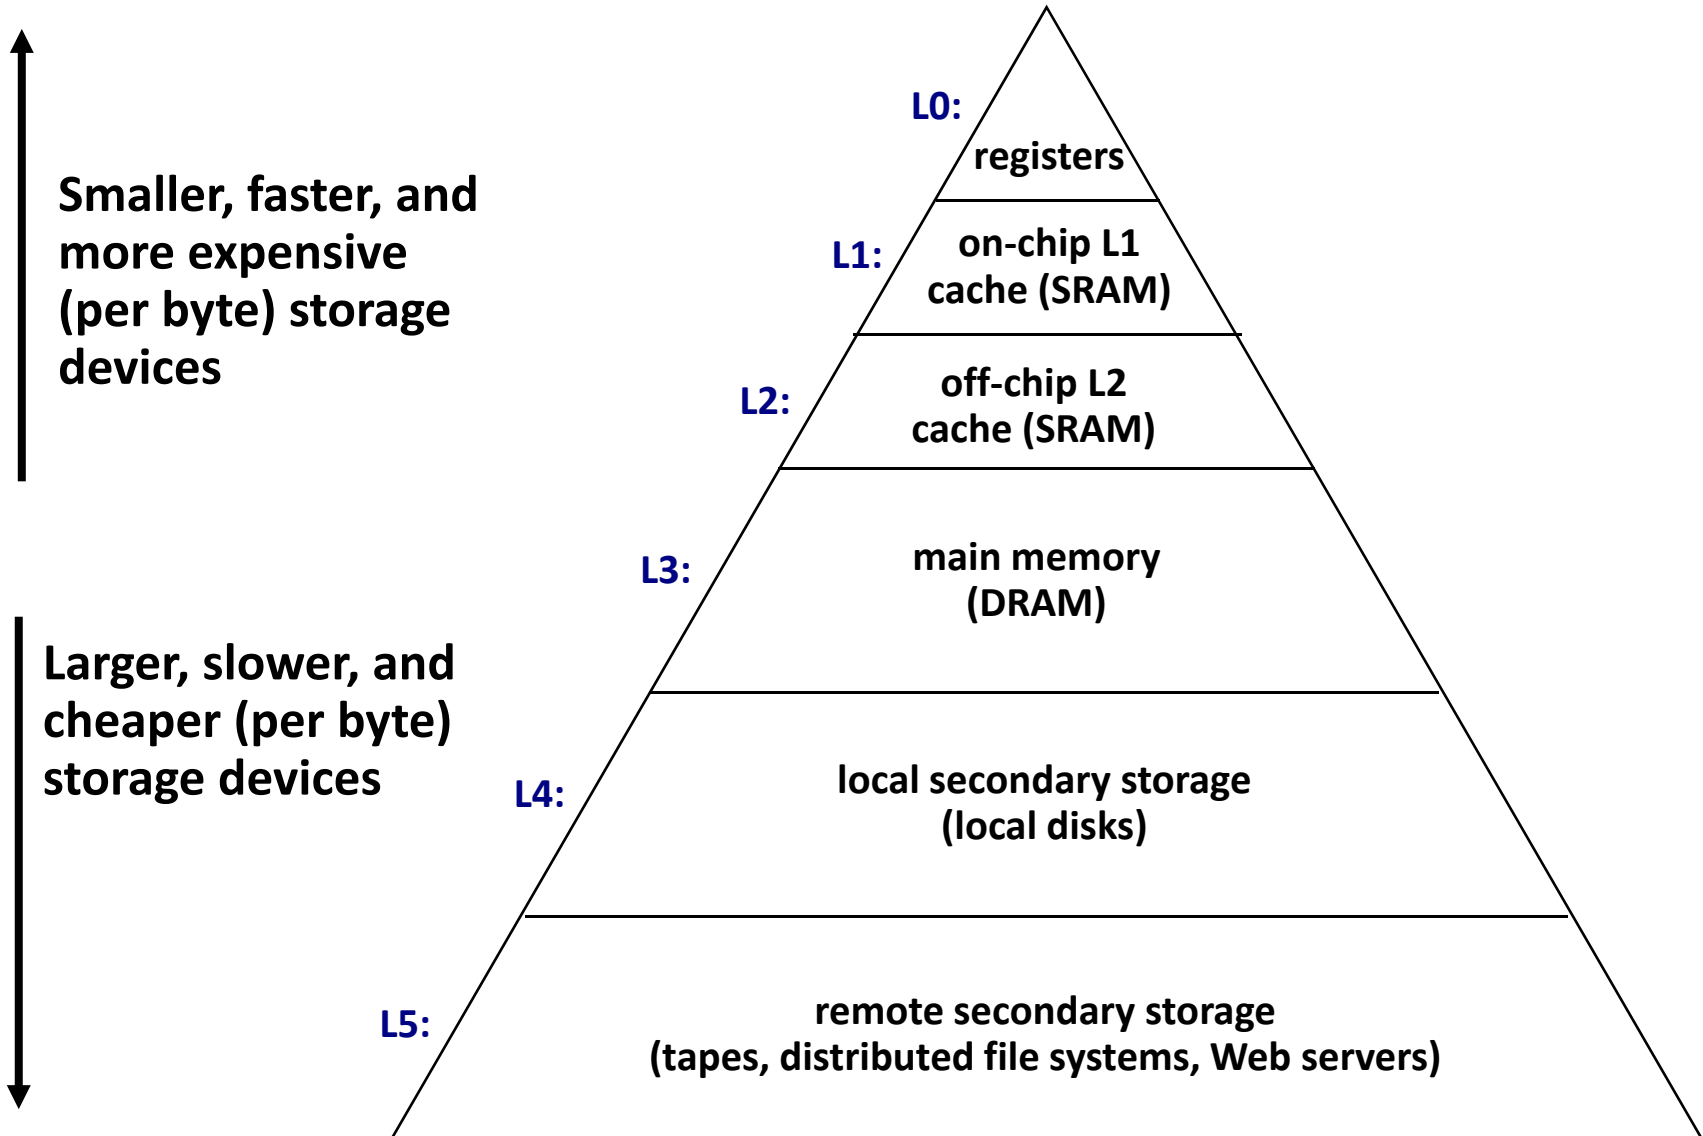 L0:
registers
Smaller, faster, and
more expensive
(per byte) storage
devices
L1:
on-chip L1
cache (SRAM)
L2:
off-chip L2
cache (SRAM)
L3:
main memory
(DRAM)
Larger, slower, and
cheaper (per byte)
storage devices
L4:
local secondary storage
(local disks)
L5:
remote secondary storage
(tapes, distributed file systems, Web servers)